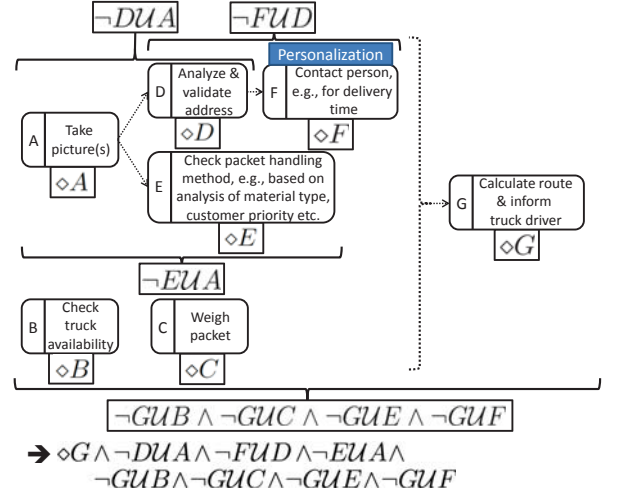 ¬D𝒰A
¬F𝒰D
Personalization
D
Analyze &
validate
address
F
Contact person,
e.g., for delivery
time
A
Take
picture(s)
⋄D
⋄F
⋄A
E
Check packet handling
method, e.g., based on
analysis of material type,
customer priority etc.
G
Calculate route
& inform
truck driver
⋄E
⋄G
¬E𝒰A
B
Check
truck
availability
C
Weigh
packet
⋄B
⋄C
¬G𝒰B ∧ ¬G𝒰C ∧ ¬G𝒰E ∧ ¬G𝒰F
➔ ⋄G∧¬D𝒰A∧¬F𝒰D∧¬E𝒰A∧
¬G𝒰B∧¬G𝒰C∧¬G𝒰E∧¬G𝒰F